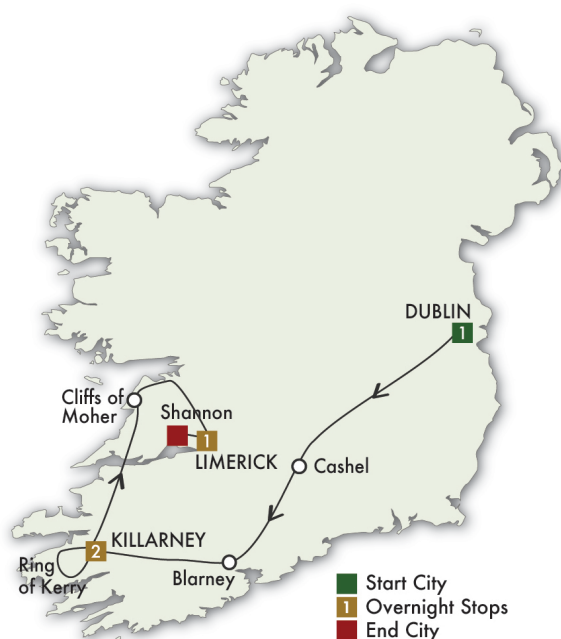 DUBLIN
1
Cliffs of
Moher
Shannon
1
LIMERICK
Cashel
KILLARNEY
2
Ring
of Kerry
Blarney
Start City
1 Overnight Stops
End City